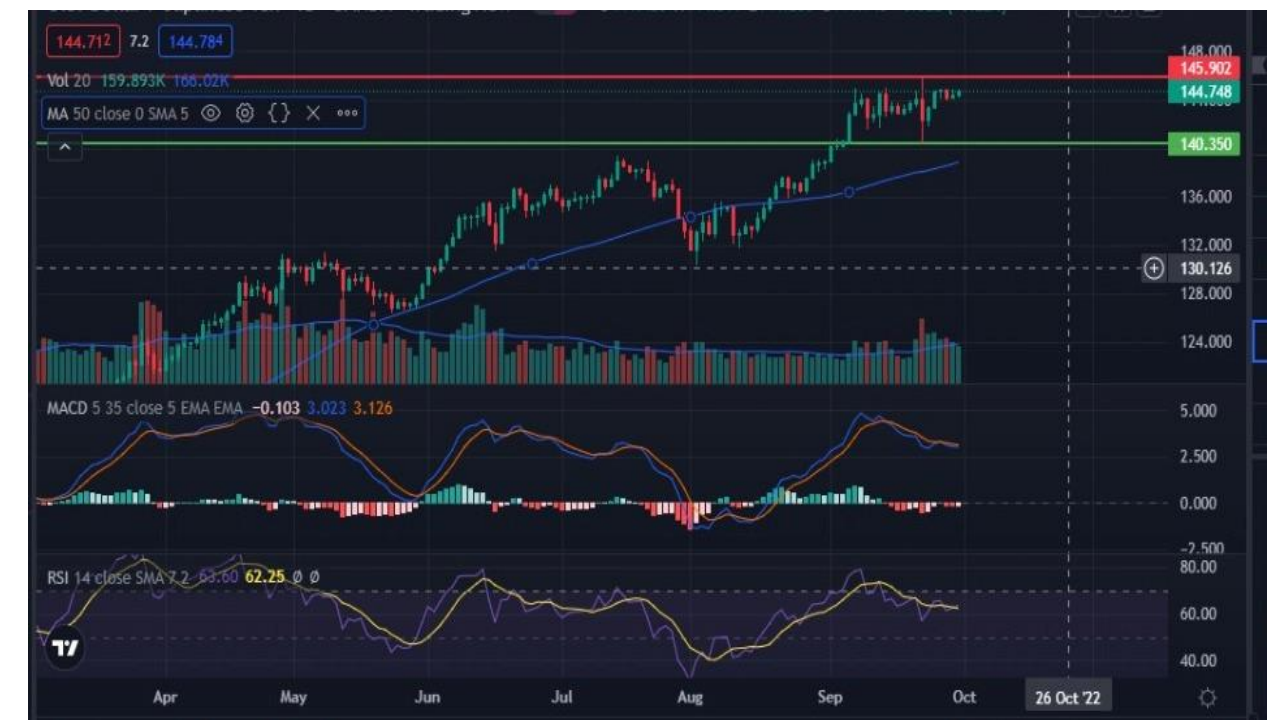 144.712 7.2 144.784
148.000
145.902
Vol 20 159.893K 166.02K
144.748
MA 50 close 0 SMA 5
140.350
136.000
132.000
130.126
128.000
124.000
MACD 5 35 close 5 EMA EMA −0.103 3.023 3.126
5.000
2.500
0.000
−2.500
RSI 14 close SMA 7 2 63.60 62.25 Ø Ø
80.00
60.00
40.00
Apr May Jun Jul Aug Sep Oct 26 Oct '22